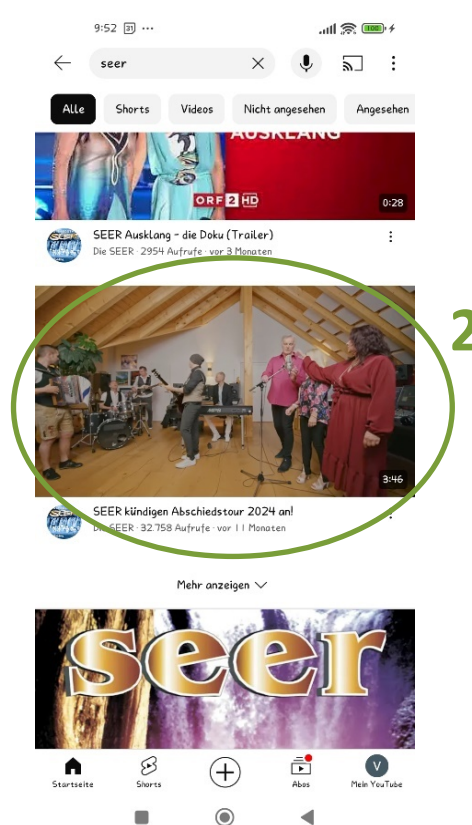 9:52 31 ... 100
seer
Alle Shorts Videos Nicht angesehen Angesehen
AUSKLANG
ORF 2 HD
0:28
SEER Ausklang - die Doku (Trailer)
Die SEER · 2954 Aufrufe · vor 3 Monaten
2
3:46
SEER kündigen Abschiedstour 2024 an!
Die SEER · 32.758 Aufrufe · vor 11 Monaten
Mehr anzeigen
seer
V
Startseite Shorts Abos Mein YouTube